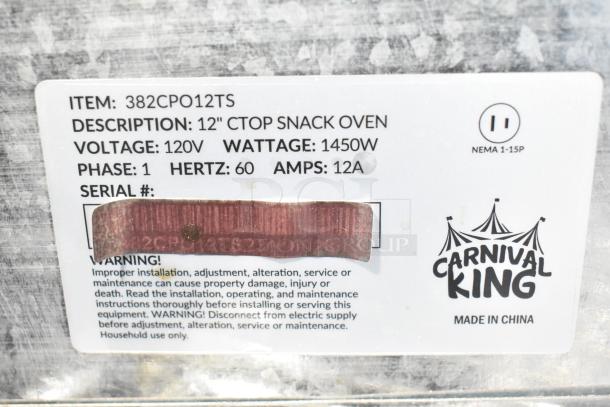 ITEM: 382CPO12TS
DESCRIPTION: 12" CTOP SNACK OVEN
VOLTAGE: 120V WATTAGE: 1450W
PHASE: 1 HERTZ: 60 AMPS: 12A
SERIAL #:
WARNING!
Improper installation, adjustment, alteration, service or
maintenance can cause property damage, injury or
death. Read the installation, operating, and maintenance
instructions thoroughly before installing or serving this
equipment. WARNING! Disconnect from electric supply
before adjustment, alteration, service or maintenance.
Househuld use only.
NEMA 1-15P
CARNIVAL
KING
MADE IN CHINA